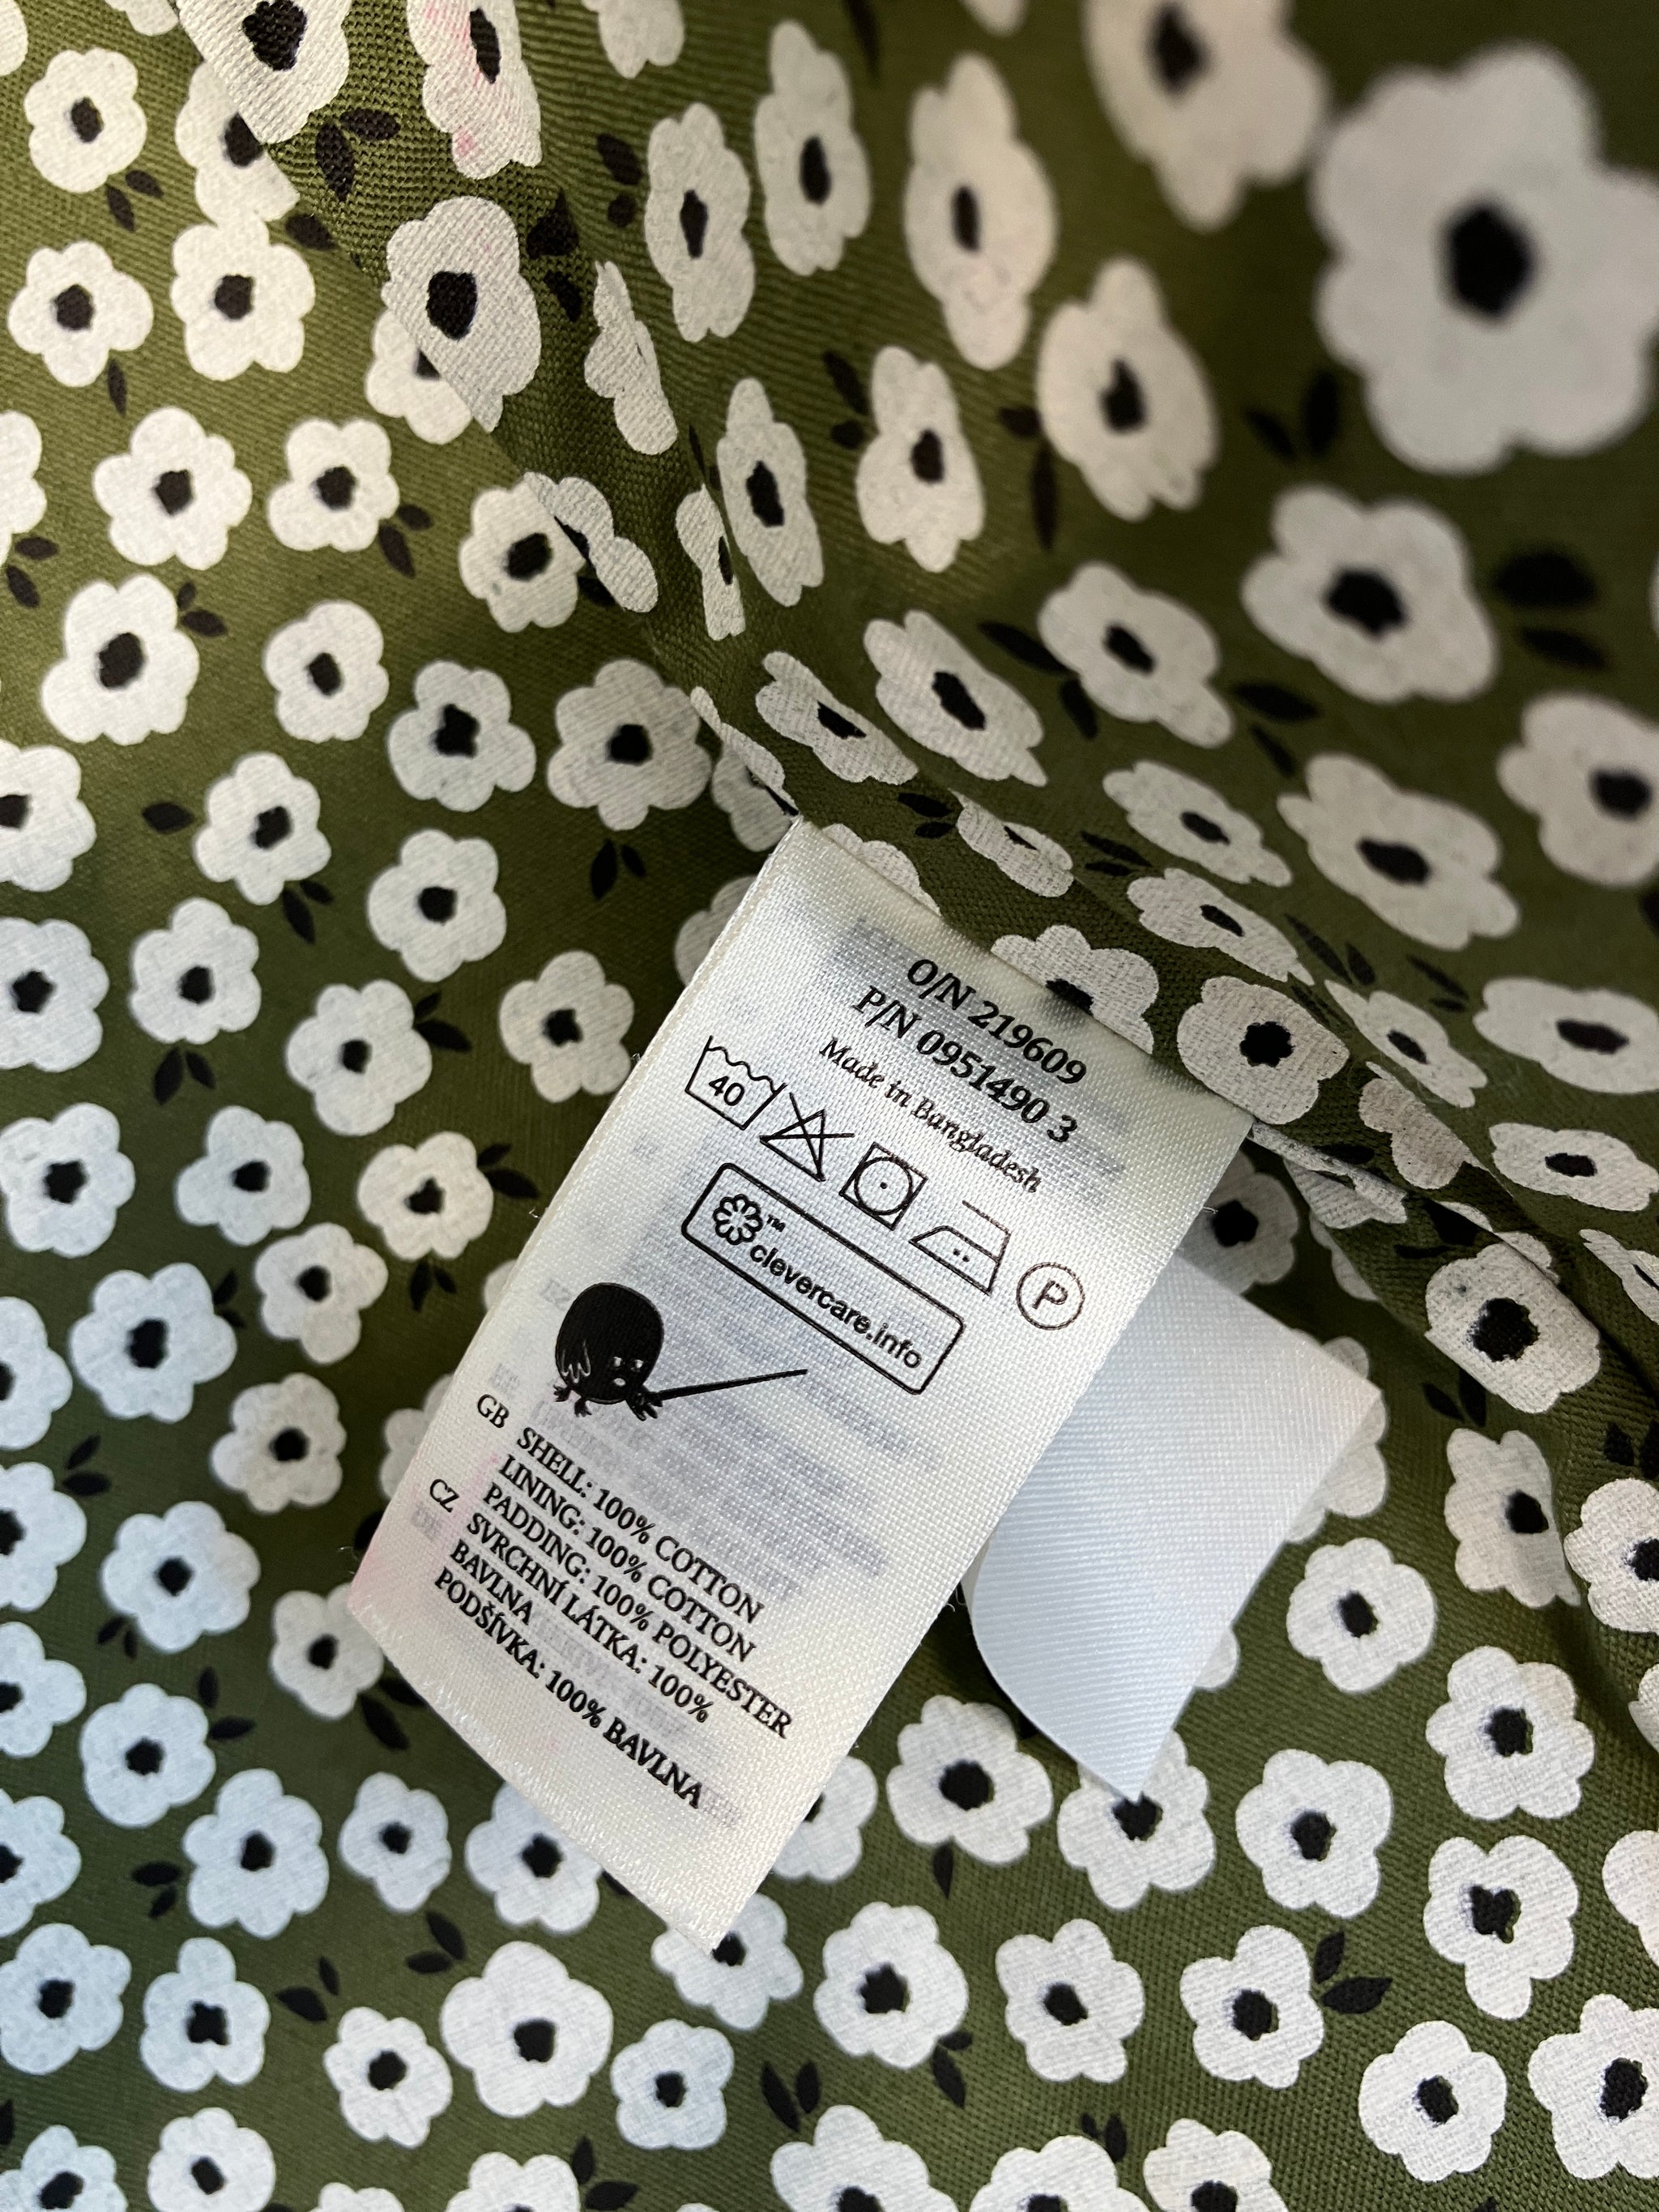 O/N 219609
P/N 0951490 3
Made in Bangladesh
40
P
™
clevercare.info
GB SHELL: 100% COTTON
LINING: 100% COTTON
PADDING: 100% POLYESTER
CZ SVRCHNÍ LÁTKA: 100%
BAVLNA
PODŠÍVKA: 100% BAVLNA